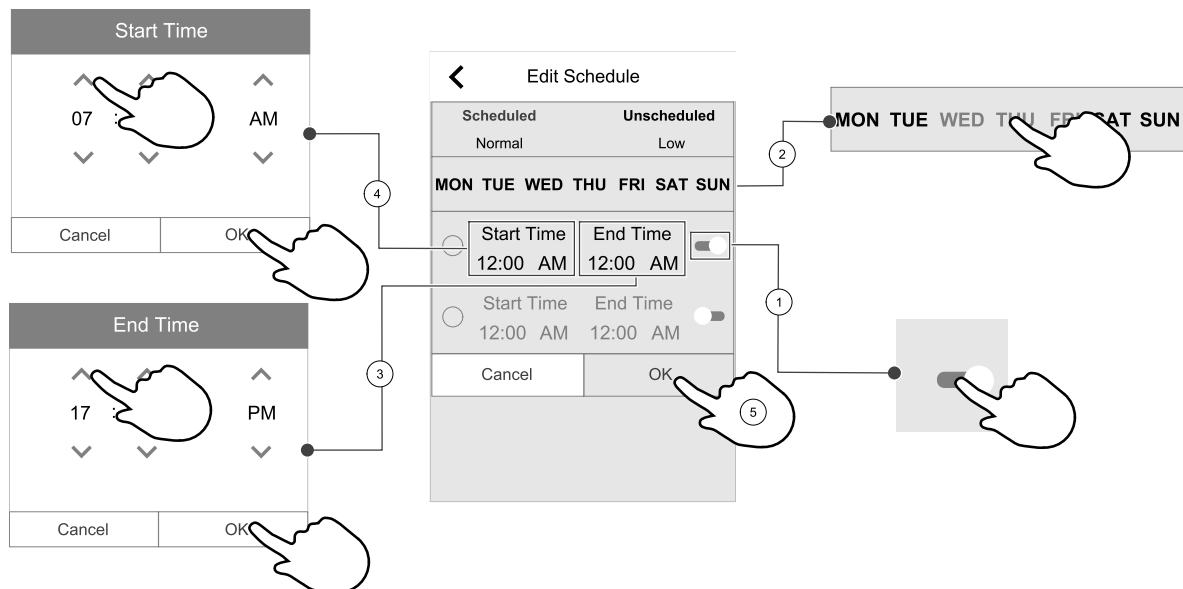 Start Time
07 : AM
Cancel OK
End Time
17 : PM
Cancel OK
Edit Schedule
Scheduled Unscheduled
Normal Low
MON TUE WED THU FRI SAT SUN
Start Time End Time
12:00 AM 12:00 AM
Start Time End Time
12:00 AM 12:00 AM
Cancel OK
MON TUE WED THU FRI SAT SUN
4
3
2
1
5